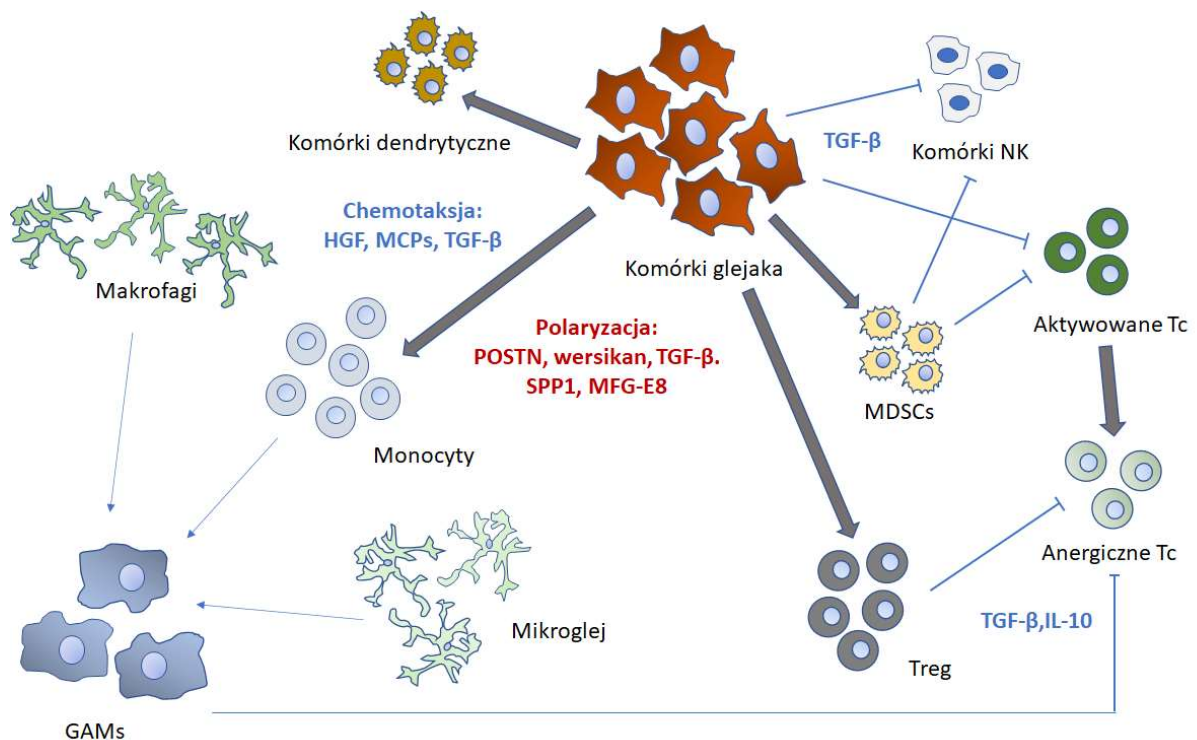 Komórki dendrytyczne
TGF-β
Komórki NK
Chemotaksja:
HGF, MCPs, TGF-β
Makrofagi
Komórki glejaka
Polaryzacja:
POSTN, wersikan, TGF-β.
SPP1, MFG-E8
Aktywowane Tc
MDSCs
Monocyty
Anergiczne Tc
Mikroglej
TGF-β,IL-10
Treg
GAMs